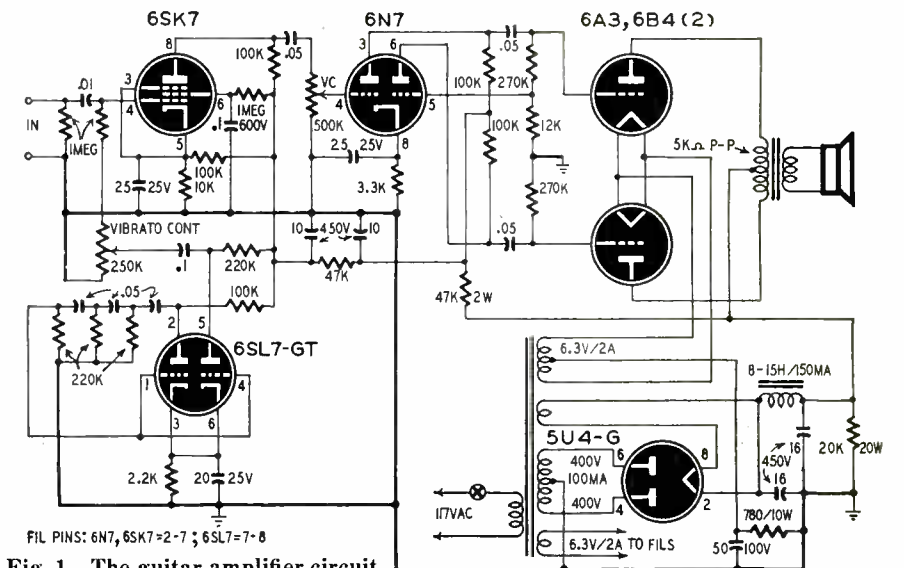 6SK7
6N7
6A3, 6B4 (2)
8
100K
.05
3
6
.05
100K
270K
.01
3
4
6
1MEG
600V
.1
VC
500K
4
5
IN
1MEG
5
100K
10K
25 25V
25 25V
8
100K
12K
270K
5KΩ P-P
3.3K
25 25V
VIBRATO CONT
250K
.1
220K
10 450V 10
47K
.05
47K 2W
.05
100K
2
5
6SL7-GT
220K
1
4
3
6
2.2K
20 25V
6.3V/2A
8-15H/150MA
5U4-G
400V
100MA
400V
6
4
8
2
16
450V
16
20K 20W
117VAC
780/10W
50 100V
6.3V/2A TO FILS
FIL PINS: 6N7, 6SK7=2-7; 6SL7=7-8
Fig. 1. The guitar amplifier circuit.